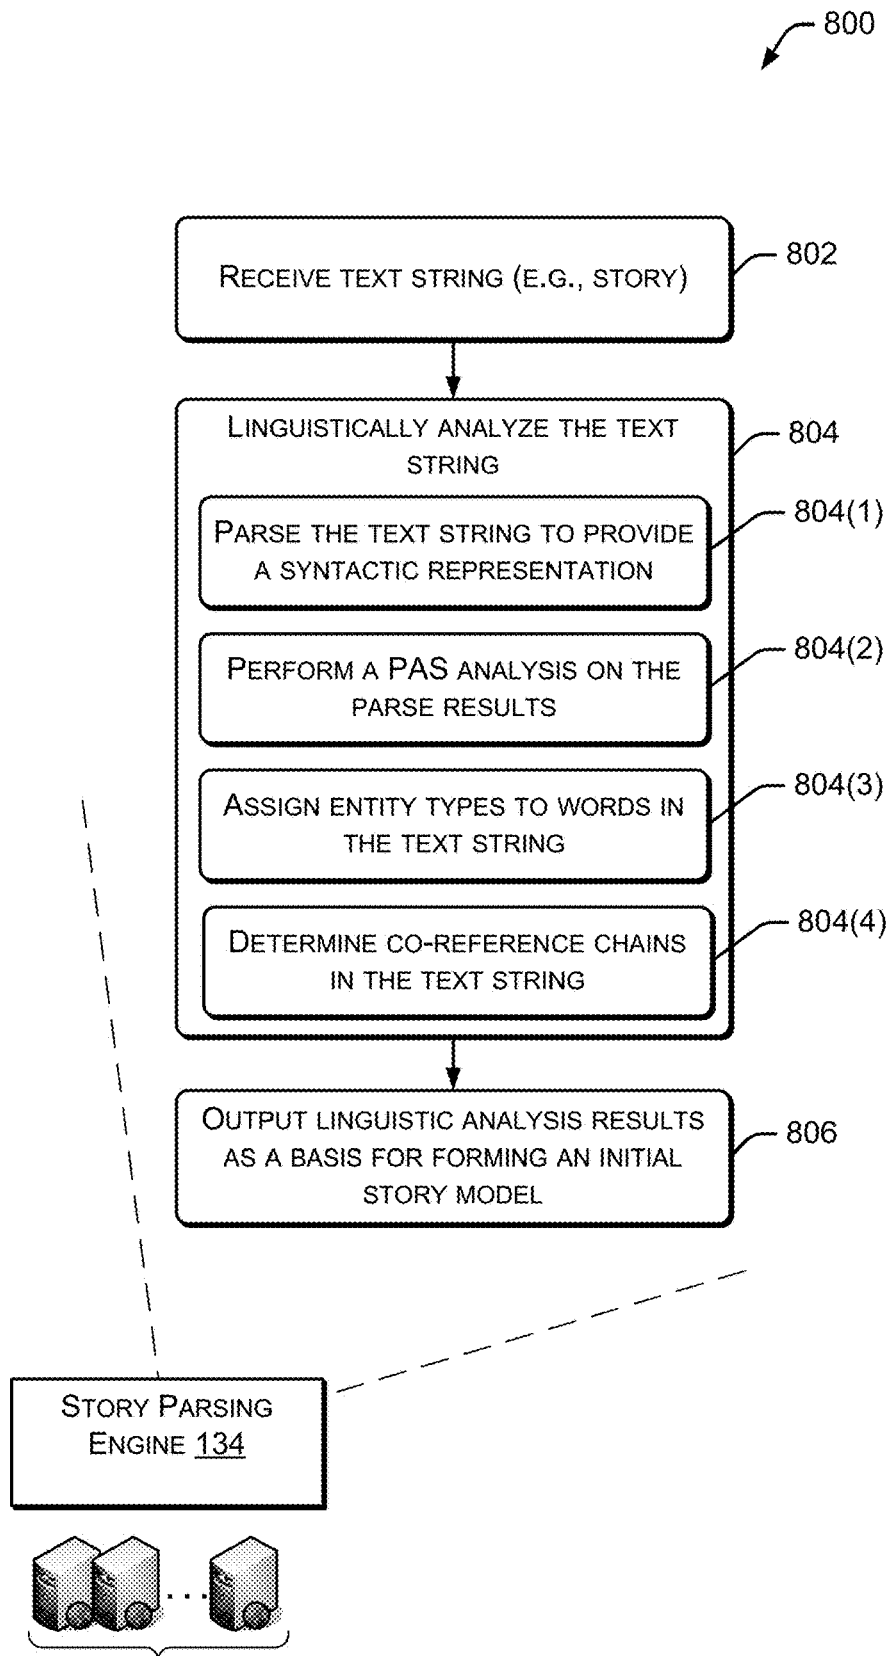 800
RECEIVE TEXT STRING (E.G., STORY)
802
LINGUISTICALLY ANALYZE THE TEXT
STRING
804
PARSE THE TEXT STRING TO PROVIDE
A SYNTACTIC REPRESENTATION
804(1)
PERFORM A PAS ANALYSIS ON THE
PARSE RESULTS
804(2)
ASSIGN ENTITY TYPES TO WORDS IN
THE TEXT STRING
804(3)
DETERMINE CO-REFERENCE CHAINS
IN THE TEXT STRING
804(4)
OUTPUT LINGUISTIC ANALYSIS RESULTS
AS A BASIS FOR FORMING AN INITIAL
STORY MODEL
806
STORY PARSING
ENGINE 134
...